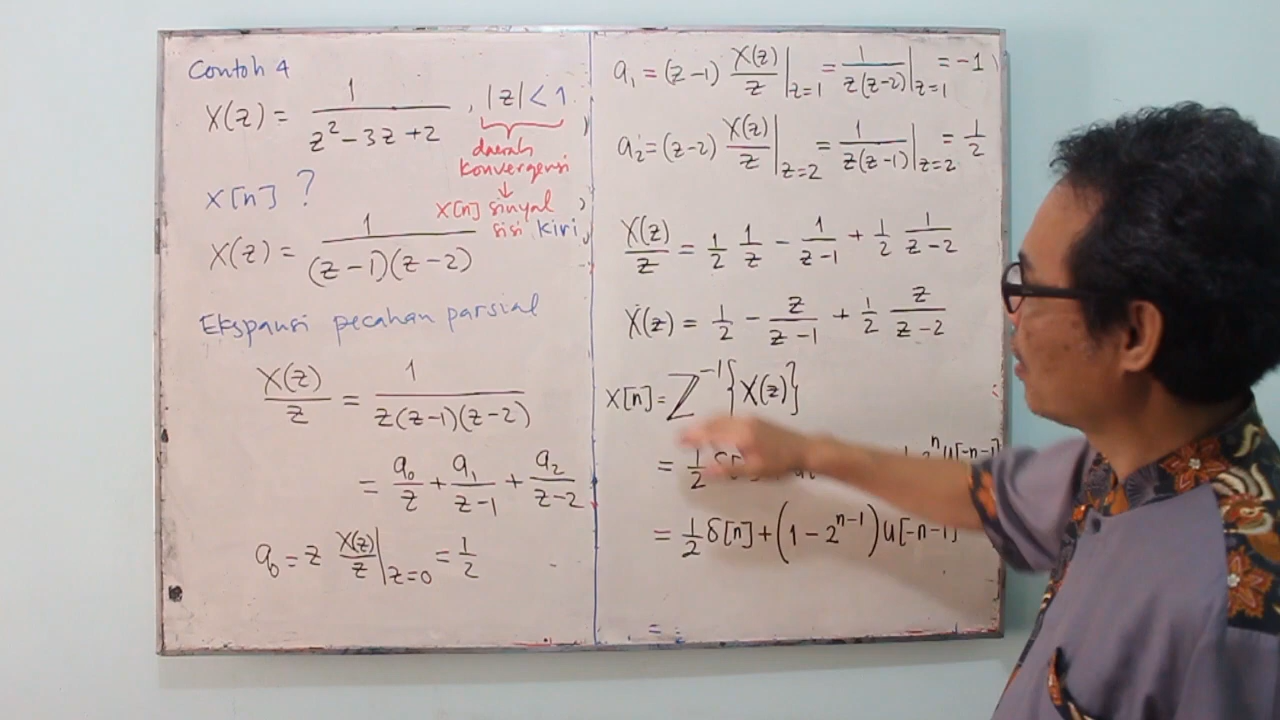 Contoh 4
X(z) = 1 / (z² - 3z + 2) , |z| < 1
daerah
konvergensi
↓
x[n] sinyal
sisi kiri
x[n] ?
X(z) = 1 / ((z-1)(z-2))
Ekspansi pecahan parsial
X(z)/z = 1 / (z(z-1)(z-2))
= a₀/z + a₁/(z-1) + a₂/(z-2)
a₀ = z X(z)/z |z=0 = 1/2
a₁ = (z-1) X(z)/z |z=1 = 1/(z(z-2)) |z=1 = -1
a₂ = (z-2) X(z)/z |z=2 = 1/(z(z-1)) |z=2 = 1/2
X(z)/z = 1/2 1/z - 1/(z-1) + 1/2 1/(z-2)
X(z) = 1/2 - z/(z-1) + 1/2 z/(z-2)
x[n] = Z⁻¹{X(z)}
= 1/2 2ⁿ u[-n-1]
= 1/2 δ[n] + (1 - 2ⁿ⁻¹) u[-n-1]